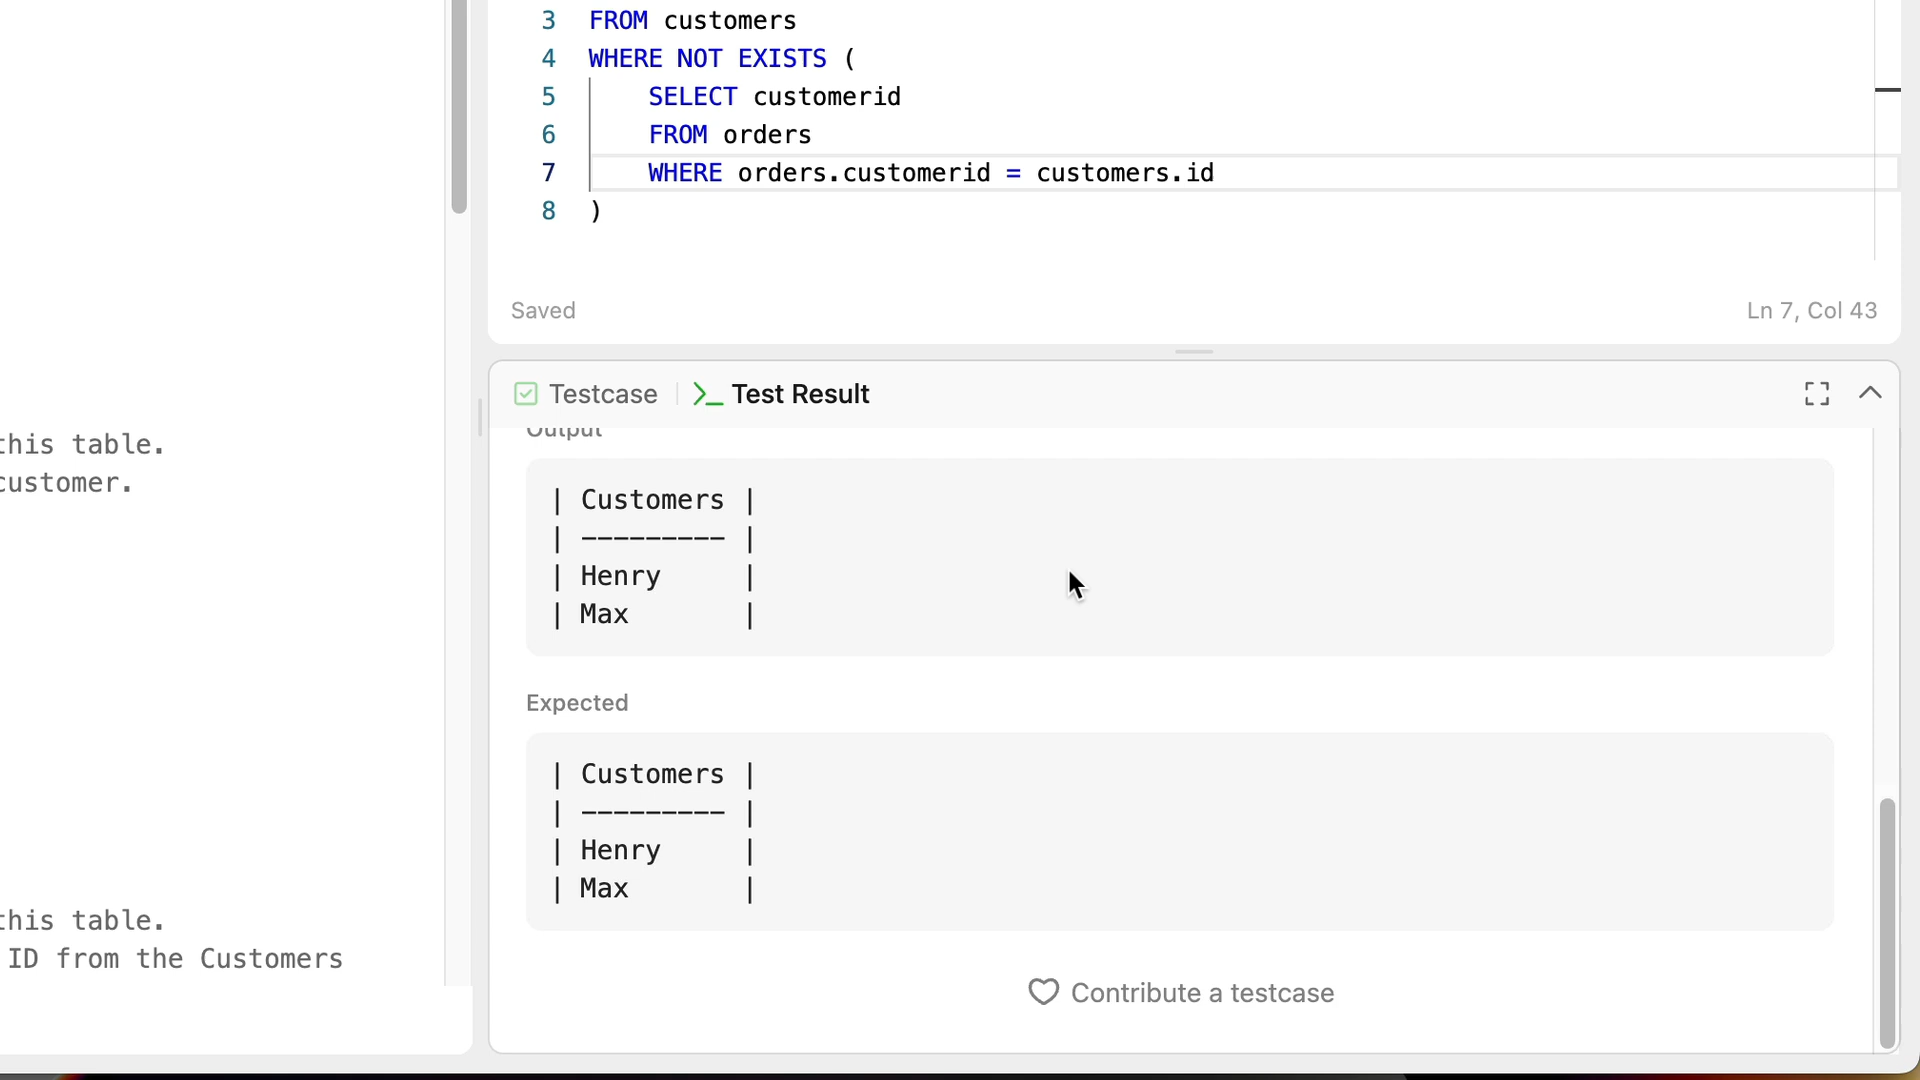 this table.
customer.
this table.
ID from the Customers
3 FROM customers
4 WHERE NOT EXISTS (
5 SELECT customerid
6 FROM orders
7 WHERE orders.customerid = customers.id
8 )
Saved
Ln 7, Col 43
Testcase
Test Result
Output
| Customers |
| --------- |
| Henry |
| Max |
Expected
| Customers |
| --------- |
| Henry |
| Max |
Contribute a testcase